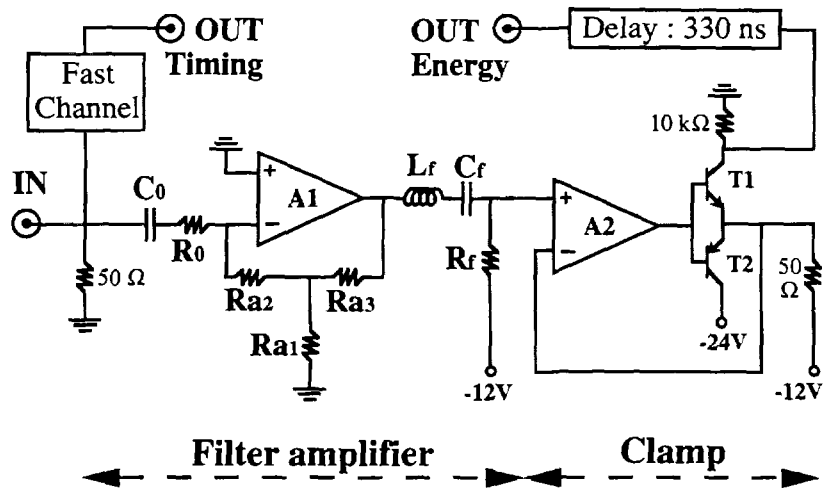 OUT
Timing
Fast
Channel
OUT
Energy
Delay : 330 ns
10 kΩ
IN
C0
R0
50 Ω
+
−
A1
Ra2
Ra3
Ra1
Lf
Cf
Rf
-12V
+
−
A2
T1
T2
-24V
50
Ω
-12V
Filter amplifier
Clamp